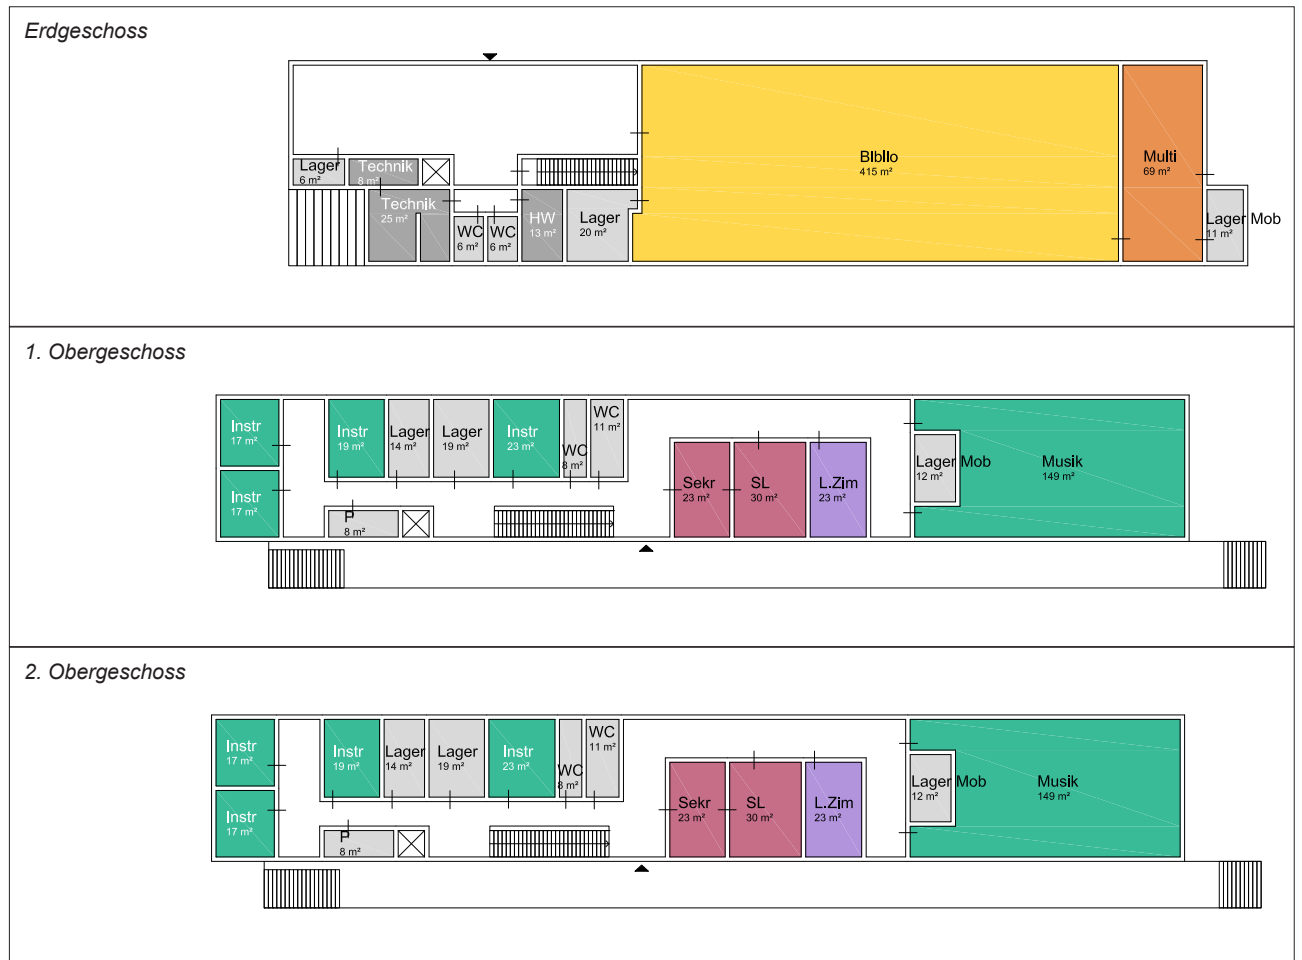 Erdgeschoss
Lager
6 m²
Technik
8 m²
Technik
25 m²
WC
6 m²
WC
6 m²
HW
13 m²
Lager
20 m²
BIblIo
415 m²
Multi
69 m²
Lager Mob
11 m²
1. Obergeschoss
Instr
17 m²
Instr
17 m²
Instr
19 m²
Lager
14 m²
Lager
19 m²
Instr
23 m²
WC
8 m²
WC
11 m²
P
8 m²
Sekr
23 m²
SL
30 m²
L.Zim
23 m²
Lager Mob
12 m²
Musik
149 m²
2. Obergeschoss
Instr
17 m²
Instr
17 m²
Instr
19 m²
Lager
14 m²
Lager
19 m²
Instr
23 m²
WC
8 m²
WC
11 m²
P
8 m²
Sekr
23 m²
SL
30 m²
L.Zim
23 m²
Lager Mob
12 m²
Musik
149 m²